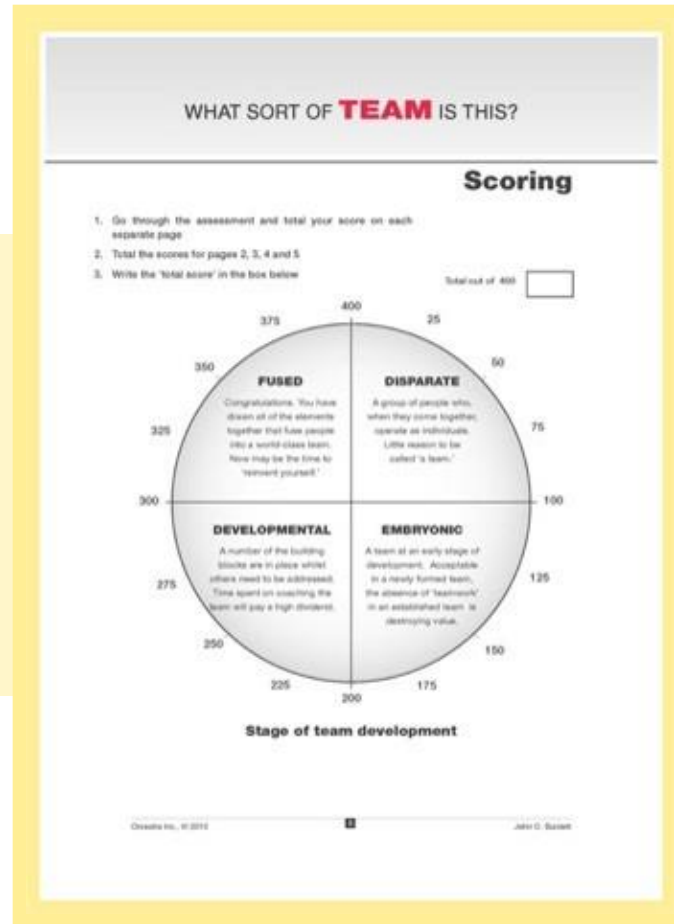 WHAT SORT OF TEAM IS THIS?
Scoring
1. Go through the assessment and total your score on each
separate page
2. Total the scores for pages 2, 3, 4 and 5
3. Write the 'total score' in the box below
Total out of 400
400
375
25
350
50
FUSED
Congratulations. You have
drawn all of the elements
together that fuse people
into a world-class team.
Now may be the time to
'reinvent yourself.'
DISPARATE
A group of people who,
when they come together,
operate as individuals.
Little reason to be
called 'a team.'
325
75
300
100
DEVELOPMENTAL
A number of the building
blocks are in place whilst
others need to be addressed.
Time spent on coaching the
team will pay a high dividend.
EMBRYONIC
A team at an early stage of
development. Acceptable
in a newly formed team,
the absence of 'teamwork'
in an established team is
destroying value.
275
125
250
150
225
175
200
Stage of team development
Inc., © 2010
John O. Burdett